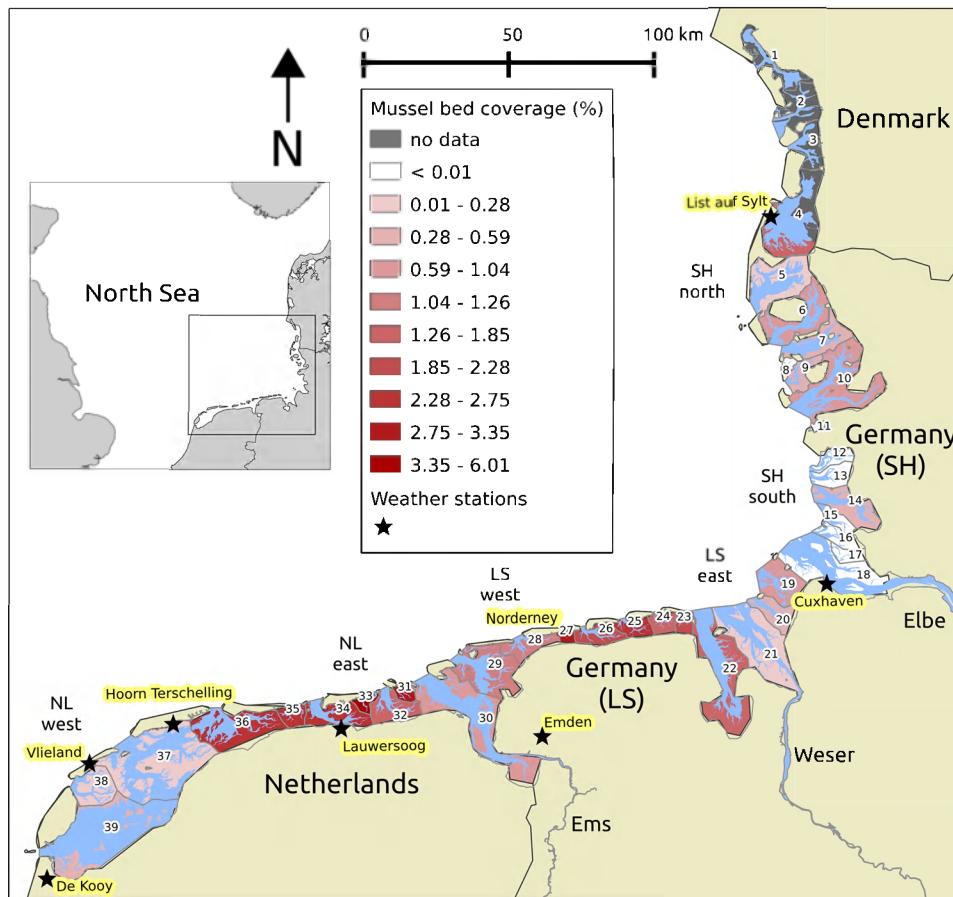 0 50 100 km
N
Mussel bed coverage (%)
no data
< 0.01
0.01 - 0.28
0.28 - 0.59
0.59 - 1.04
1.04 - 1.26
1.26 - 1.85
1.85 - 2.28
2.28 - 2.75
2.75 - 3.35
3.35 - 6.01
Weather stations
North Sea
Denmark
List auf Sylt
SH
north
Germany
(SH)
SH
south
LS
east
Cuxhaven
Elbe
LS
west
Norderney
Germany
(LS)
Weser
NL
east
Hoorn Terschelling
NL
west
Vlieland
Lauwersoog
Emden
Netherlands
Ems
De Kooy
1
2
3
4
5
6
7
8
9
10
11
12
13
14
15
16
17
18
19
20
21
22
23
24
25
26
27
28
29
30
31
32
33
34
35
36
37
38
39